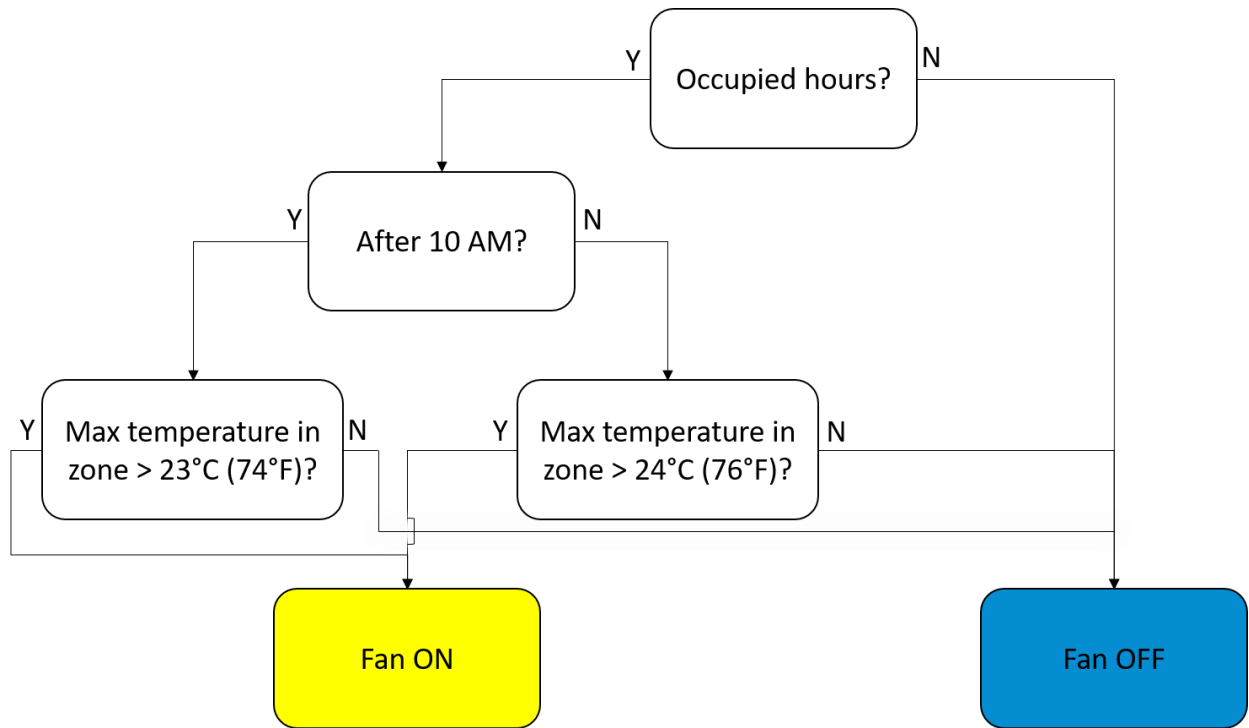 Y
Occupied hours?
N
Y
After 10 AM?
N
Y
Max temperature in
zone > 23°C (74°F)?
N
Y
Max temperature in
zone > 24°C (76°F)?
N
Fan ON
Fan OFF